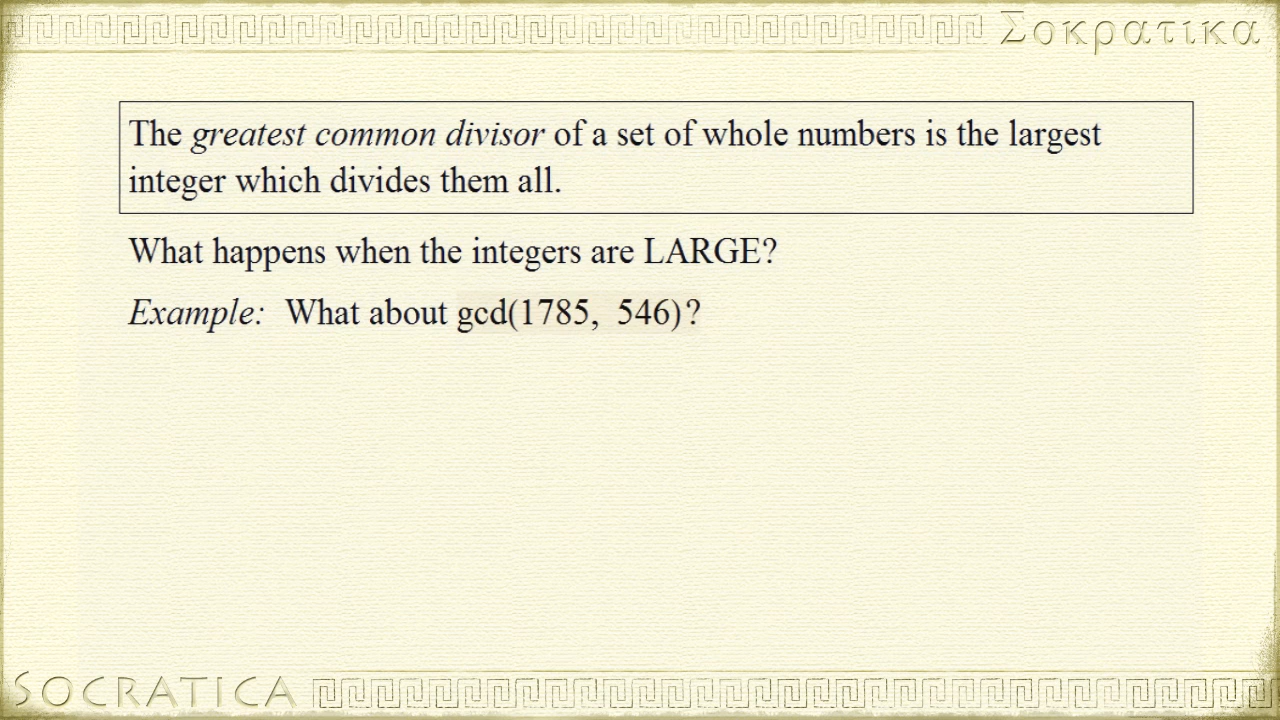 Σοκρατικα
The greatest common divisor of a set of whole numbers is the largest
integer which divides them all.
What happens when the integers are LARGE?
Example: What about gcd(1785, 546)?
SOCRATICA